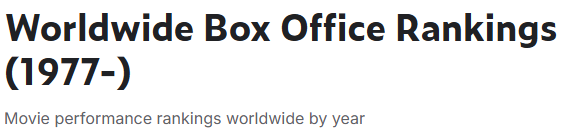 Worldwide Box Office Rankings
(1977-)
Movie performance rankings worldwide by year